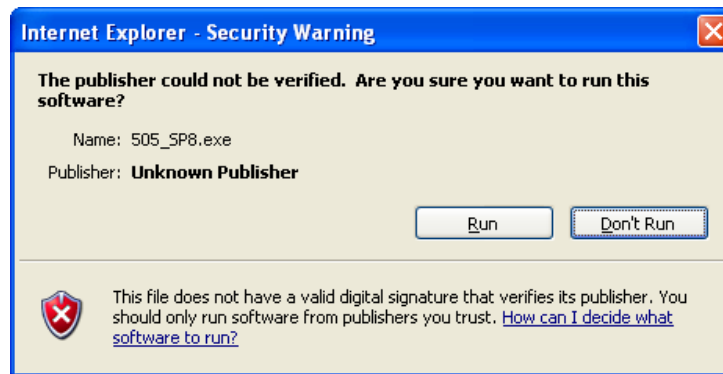 Internet Explorer - Security Warning
The publisher could not be verified. Are you sure you want to run this
software?
Name: 505_SP8.exe
Publisher: Unknown Publisher
Run Don't Run
This file does not have a valid digital signature that verifies its publisher. You
should only run software from publishers you trust. How can I decide what
software to run?